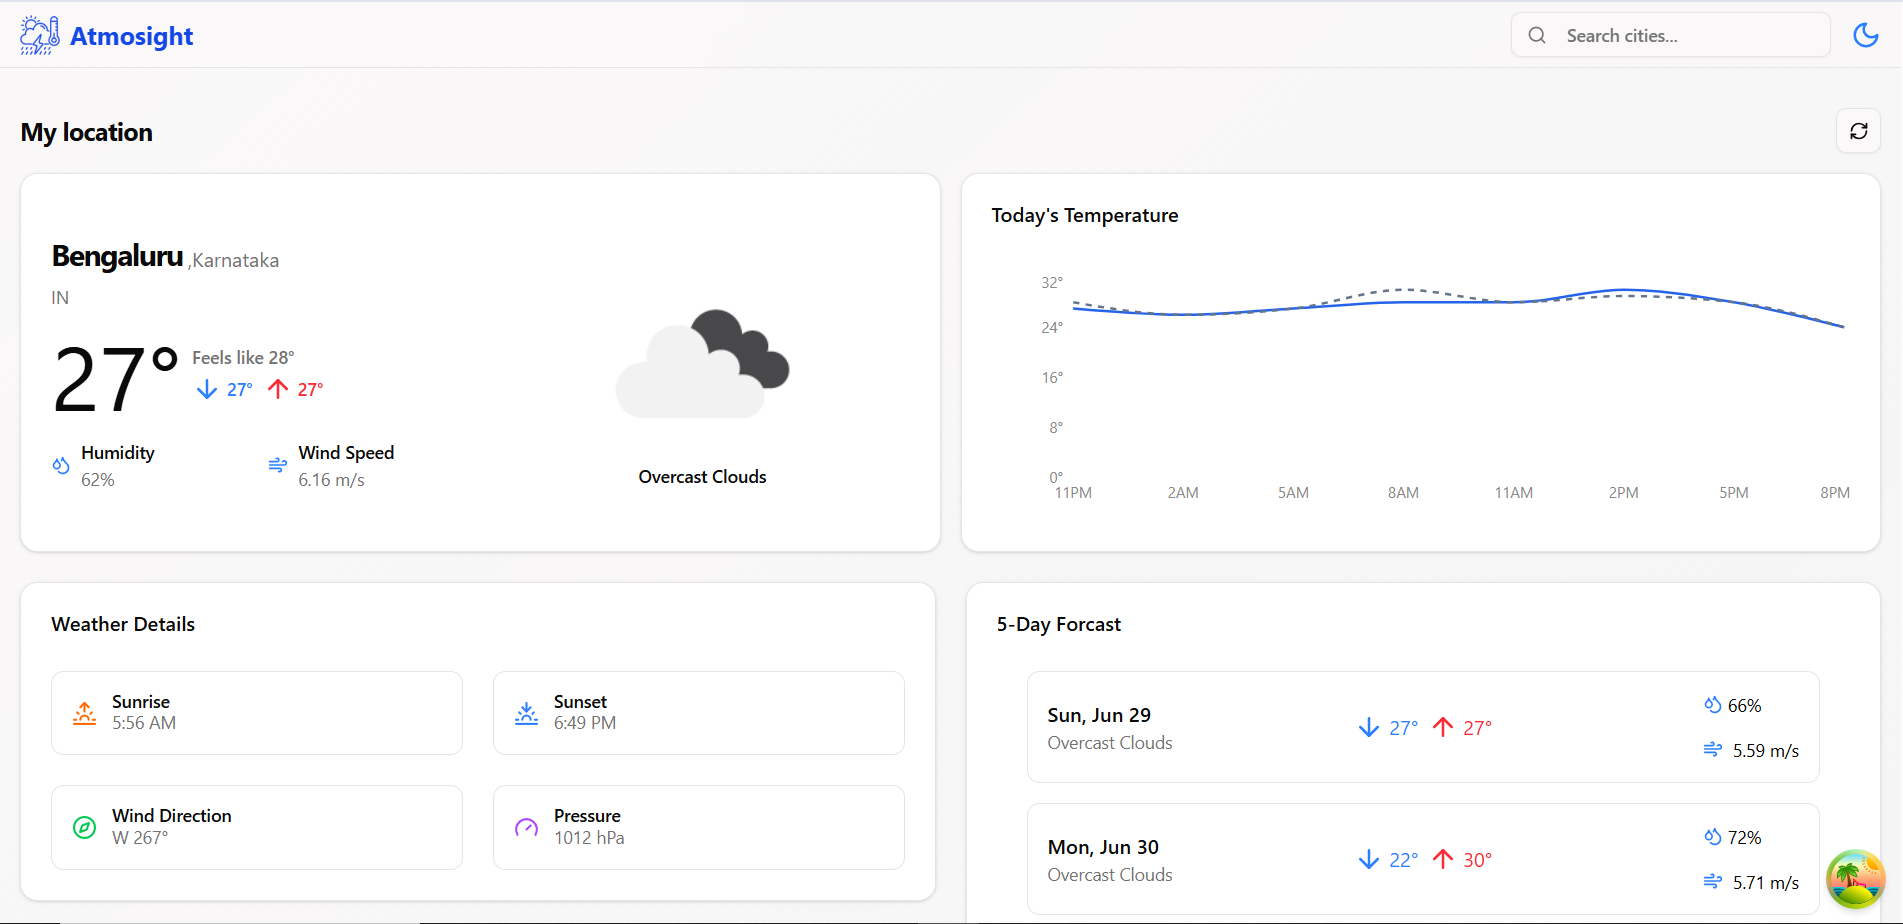 Atmosight
Search cities...
My location
Bengaluru ,Karnataka
IN
27°
Feels like 28°
27° 27°
Humidity
62%
Wind Speed
6.16 m/s
Overcast Clouds
Today's Temperature
32°
24°
16°
8°
0°
11PM 2AM 5AM 8AM 11AM 2PM 5PM 8PM
Weather Details
Sunrise
5:56 AM
Sunset
6:49 PM
Wind Direction
W 267°
Pressure
1012 hPa
5-Day Forcast
Sun, Jun 29
Overcast Clouds
27° 27°
66%
5.59 m/s
Mon, Jun 30
Overcast Clouds
22° 30°
72%
5.71 m/s